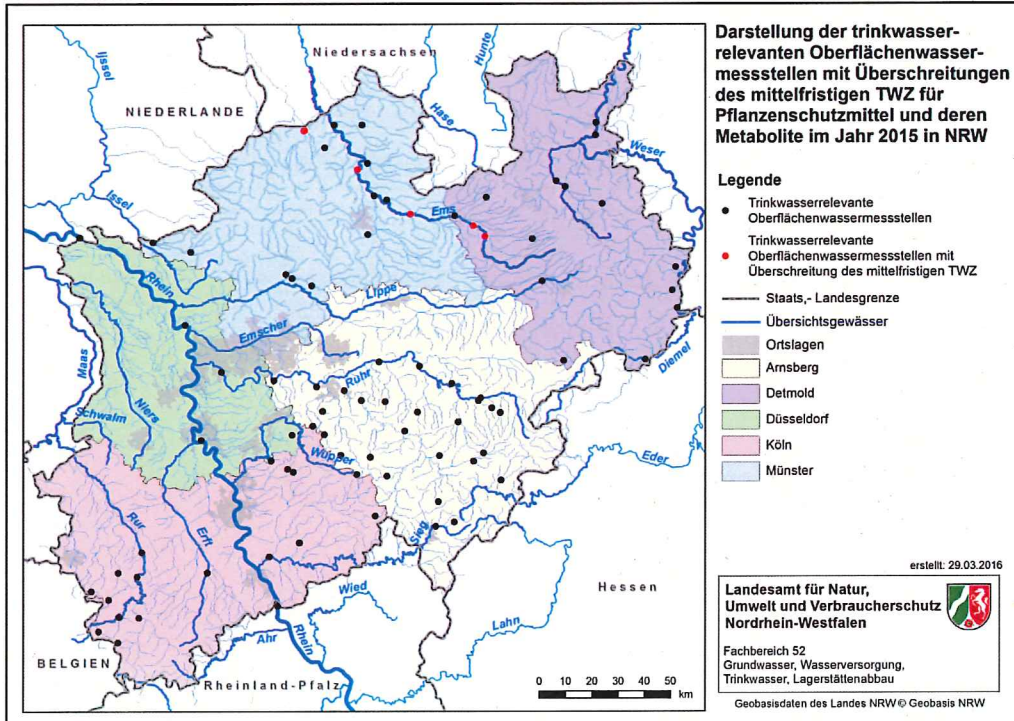 Darstellung der trinkwasser-
relevanten Oberflächenwasser-
messstellen mit Überschreitungen
des mittelfristigen TWZ für
Pflanzenschutzmittel und deren
Metabolite im Jahr 2015 in NRW
Legende
Trinkwasserrelevante
Oberflächenwassermessstellen
Trinkwasserrelevante
Oberflächenwassermessstellen mit
Überschreitung des mittelfristigen TWZ
Staats,- Landesgrenze
Übersichtsgewässer
Ortslagen
Arnsberg
Detmold
Düsseldorf
Köln
Münster
erstellt: 29.03.2016
Landesamt für Natur,
Umwelt und Verbraucherschutz
Nordrhein-Westfalen
Fachbereich 52
Grundwasser, Wasserversorgung,
Trinkwasser, Lagerstättenabbau
Geobasisdaten des Landes NRW © Geobasis NRW
Ijssel
Niedersachsen
Hunte
NIEDERLANDE
Hase
Weser
Issel
Ems
Rhein
Lippe
Emscher
Maas
Diemel
Ruhr
Niers
Schwalm
Wupper
Eder
Rur
Erft
Sieg
Hessen
Wied
Lahn
Rhein
Ahr
BELGIEN
Rheinland-Pfalz
0 10 20 30 40 50
km